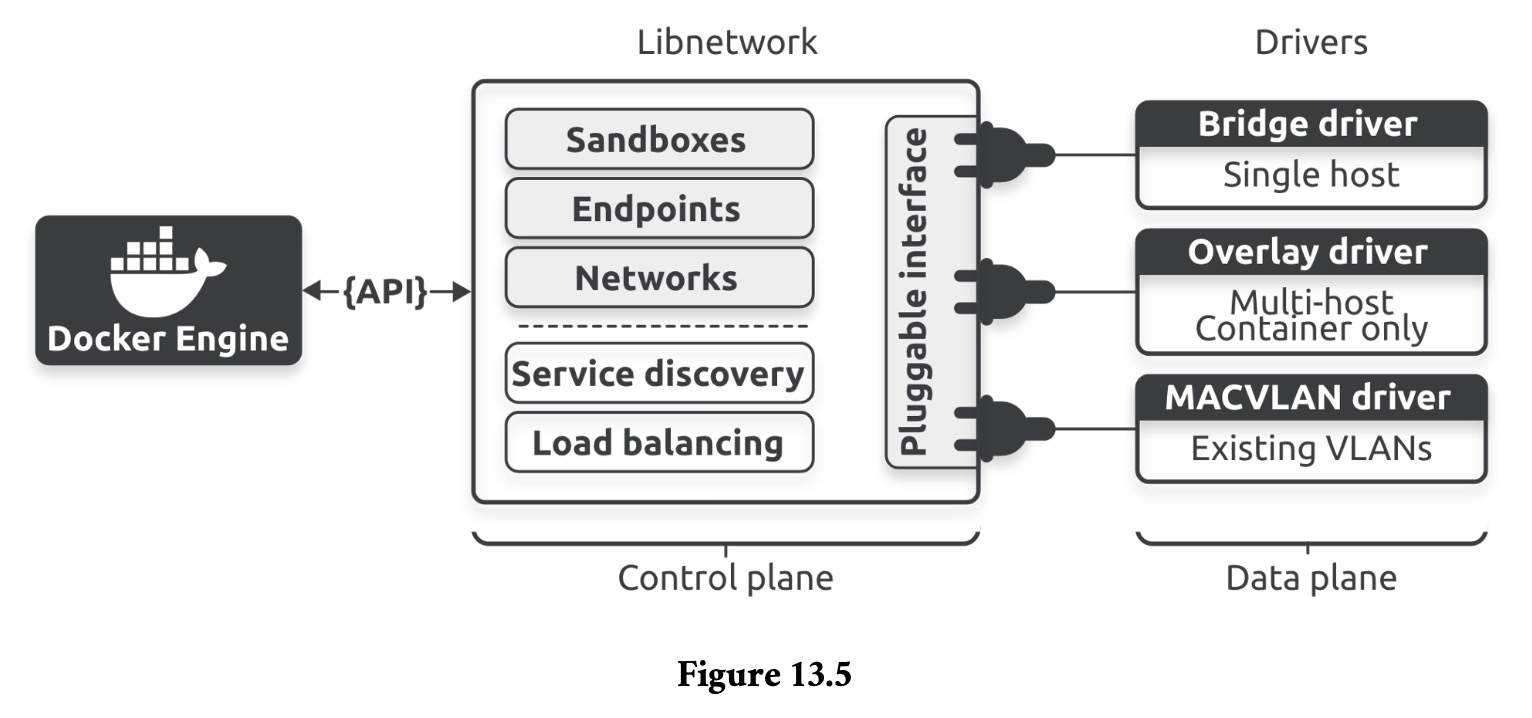 Libnetwork
Drivers
Sandboxes
Endpoints
Networks
Service discovery
Load balancing
Pluggable interface
Docker Engine
{API}
Bridge driver
Single host
Overlay driver
Multi-host
Container only
MACVLAN driver
Existing VLANs
Control plane
Data plane
Figure 13.5